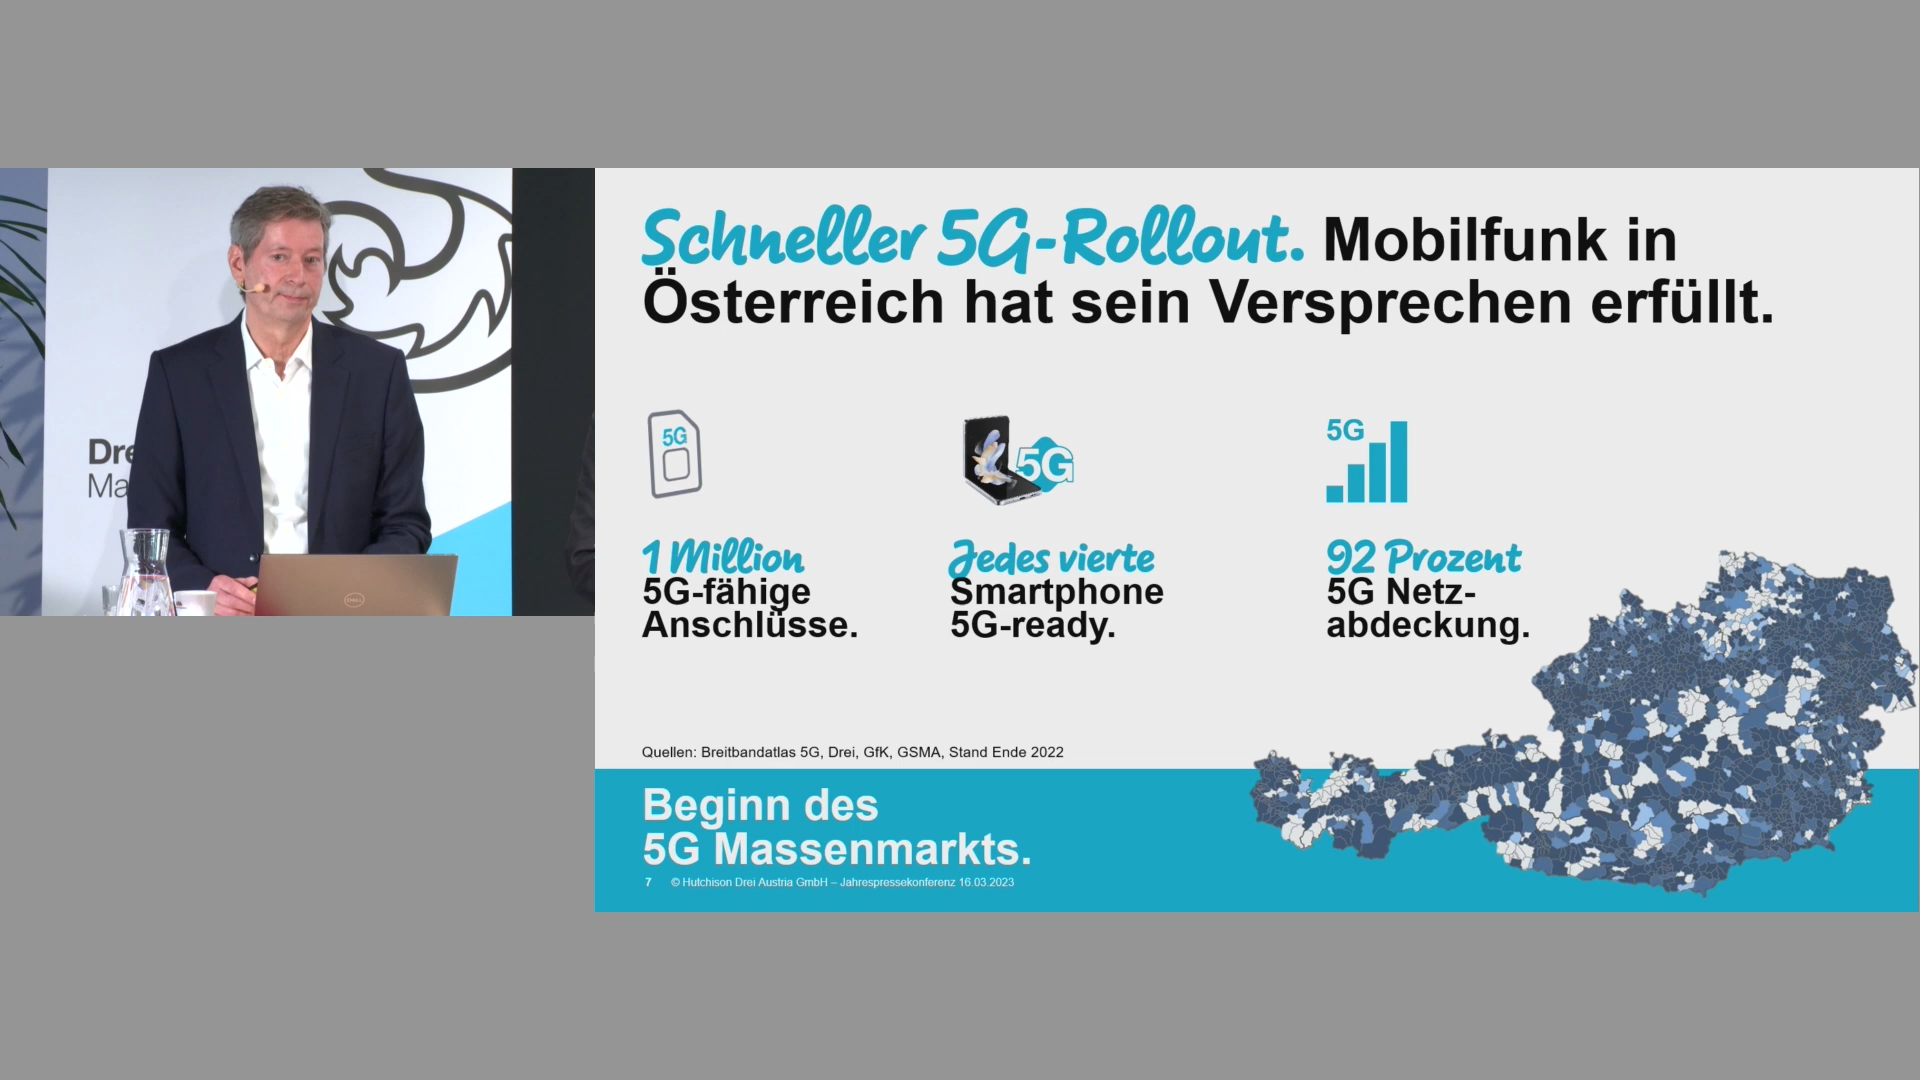 Schneller 5G-Rollout. Mobilfunk in
Österreich hat sein Versprechen erfüllt.
5G
5G
5G
1 Million
5G-fähige
Anschlüsse.
Jedes vierte
Smartphone
5G-ready.
92 Prozent
5G Netz-
abdeckung.
Quellen: Breitbandatlas 5G, Drei, GfK, GSMA, Stand Ende 2022
Beginn des
5G Massenmarkts.
7 © Hutchison Drei Austria GmbH – Jahrespressekonferenz 16.03.2023
Dre
Ma
DELL